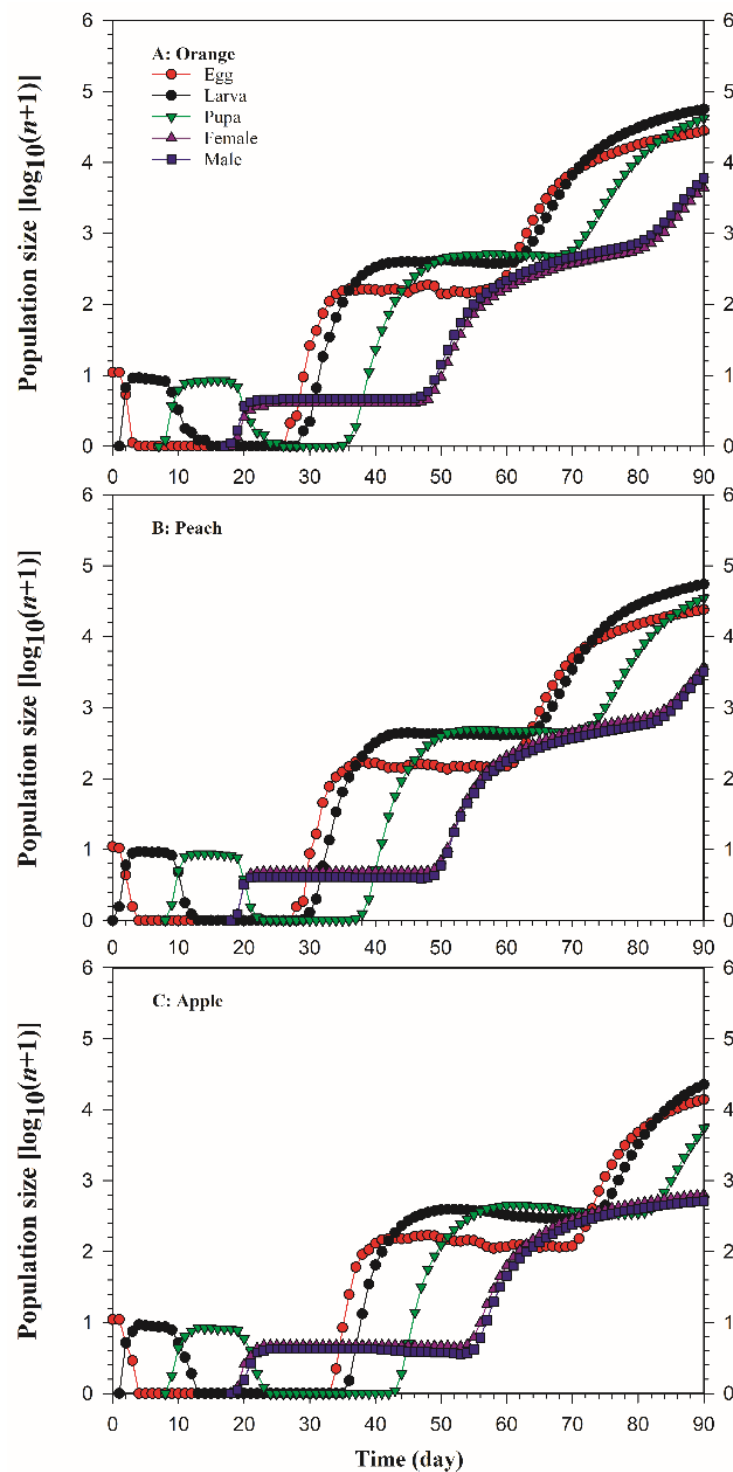 A: Orange
Egg
Larva
Pupa
Female
Male
Population size [log10(n+1)]
6 5 4 3 2 1 0
6 5 4 3 2 1 0
0 10 20 30 40 50 60 70 80 90
B: Peach
Population size [log10(n+1)]
6 5 4 3 2 1 0
6 5 4 3 2 1 0
0 10 20 30 40 50 60 70 80 90
C: Apple
Population size [log10(n+1)]
6 5 4 3 2 1 0
6 5 4 3 2 1 0
0 10 20 30 40 50 60 70 80 90
Time (day)